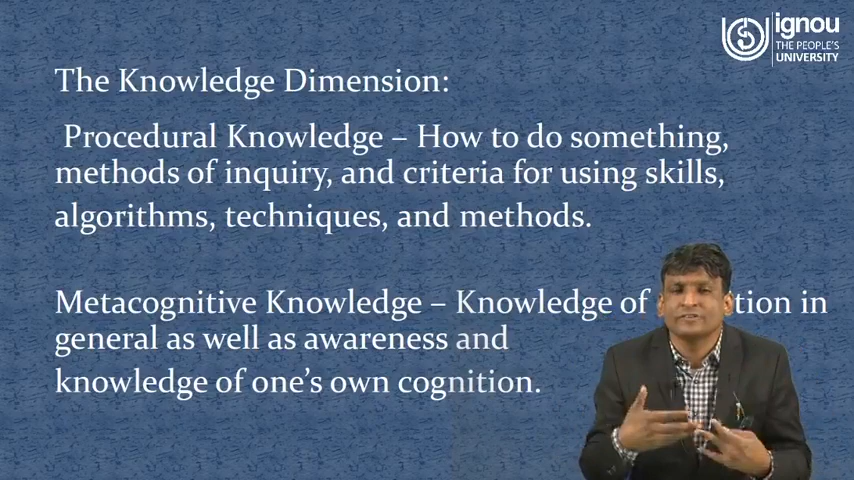 ignou
THE PEOPLE'S
UNIVERSITY
The Knowledge Dimension:
Procedural Knowledge – How to do something,
methods of inquiry, and criteria for using skills,
algorithms, techniques, and methods.
Metacognitive Knowledge – Knowledge of tion in
general as well as awareness and
knowledge of one's own cognition.